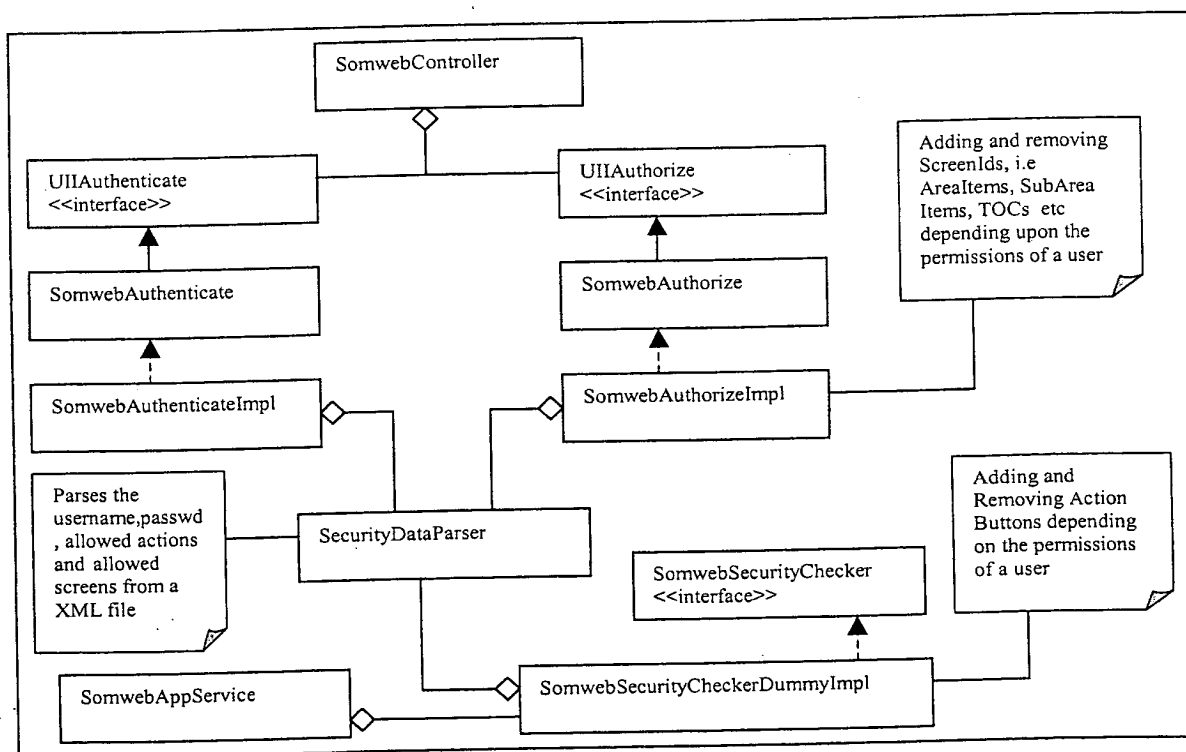 SomwebController
UIIAuthenticate
<<interface>>
UIIAuthorize
<<interface>>
Adding and removing
ScreenIds, i.e
AreaItems, SubArea
Items, TOCs etc
depending upon the
permissions of a user
SomwebAuthenticate
SomwebAuthorize
SomwebAuthenticateImpl
SomwebAuthorizeImpl
Parses the
username,passwd
, allowed actions
and allowed
screens from a
XML file
SecurityDataParser
Adding and
Removing Action
Buttons depending
on the permissions
of a user
SomwebSecurityChecker
<<interface>>
SomwebAppService
SomwebSecurityCheckerDummyImpl